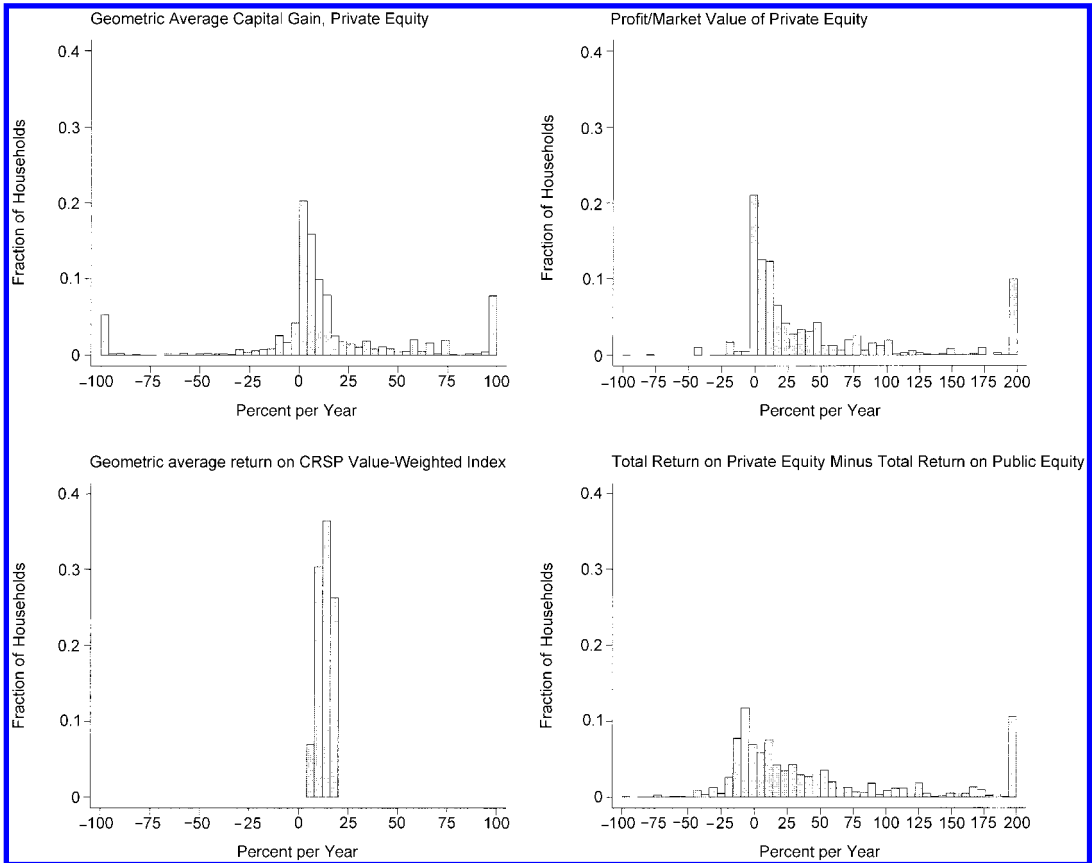 Geometric Average Capital Gain, Private Equity
0.4
0.3
0.2
0.1
0
Fraction of Households
−100 −75 −50 −25 0 25 50 75 100
Percent per Year
Profit/Market Value of Private Equity
0.4
0.3
0.2
0.1
0
Fraction of Households
−100 −75 −50 −25 0 25 50 75 100 125 150 175 200
Percent per Year
Geometric average return on CRSP Value-Weighted Index
0.4
0.3
0.2
0.1
0
Fraction of Households
−100 −75 −50 −25 0 25 50 75 100
Percent per Year
Total Return on Private Equity Minus Total Return on Public Equity
0.4
0.3
0.2
0.1
0
Fraction of Households
−100 −75 −50 −25 0 25 50 75 100 125 150 175 200
Percent per Year